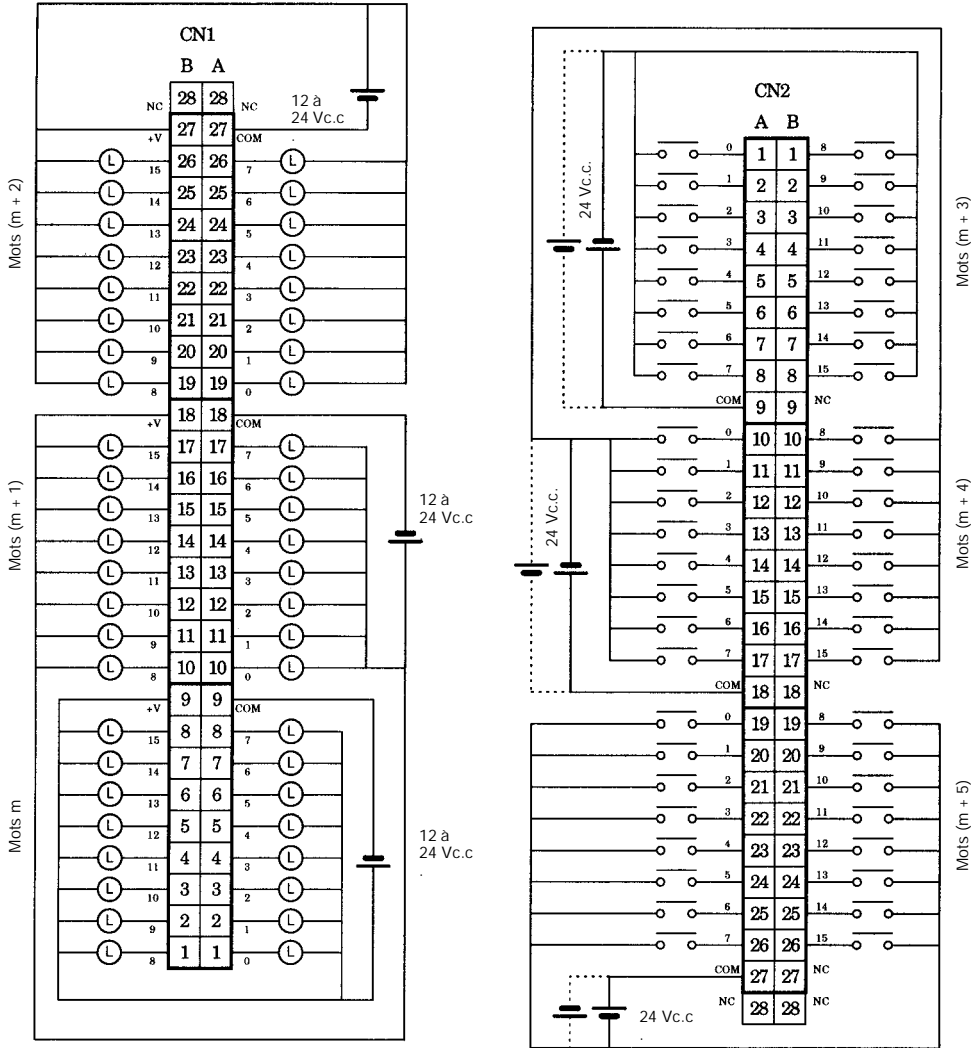 CN1
B A
NC 28 28 NC
12 à
24 Vc.c
+V 27 27 COM
Mots (m + 2)
L 15 26 26 7 L
L 14 25 25 6 L
L 13 24 24 5 L
L 12 23 23 4 L
L 11 22 22 3 L
L 10 21 21 2 L
L 9 20 20 1 L
L 8 19 19 0 L
+V 18 18 COM
Mots (m + 1)
L 15 17 17 7 L
L 14 16 16 6 L
L 13 15 15 5 L
L 12 14 14 4 L
L 11 13 13 3 L
L 10 12 12 2 L
L 9 11 11 1 L
L 8 10 10 0 L
12 à
24 Vc.c
+V 9 9 COM
Mots m
L 15 8 8 7 L
L 14 7 7 6 L
L 13 6 6 5 L
L 12 5 5 4 L
L 11 4 4 3 L
L 10 3 3 2 L
L 9 2 2 1 L
L 8 1 1 0 L
12 à
24 Vc.c
CN2
A B
24 Vc.c.
0 1 1 8
1 2 2 9
2 3 3 10
3 4 4 11
4 5 5 12
5 6 6 13
6 7 7 14
7 8 8 15
COM 9 9 NC
Mots (m + 3)
24 Vc.c.
0 10 10 8
1 11 11 9
2 12 12 10
3 13 13 11
4 14 14 12
5 15 15 13
6 16 16 14
7 17 17 15
COM 18 18 NC
Mots (m + 4)
0 19 19 8
1 20 20 9
2 21 21 10
3 22 22 11
4 23 23 12
5 24 24 13
6 25 25 14
7 26 26 15
COM 27 27 NC
NC 28 28 NC
24 Vc.c
Mots (m + 5)